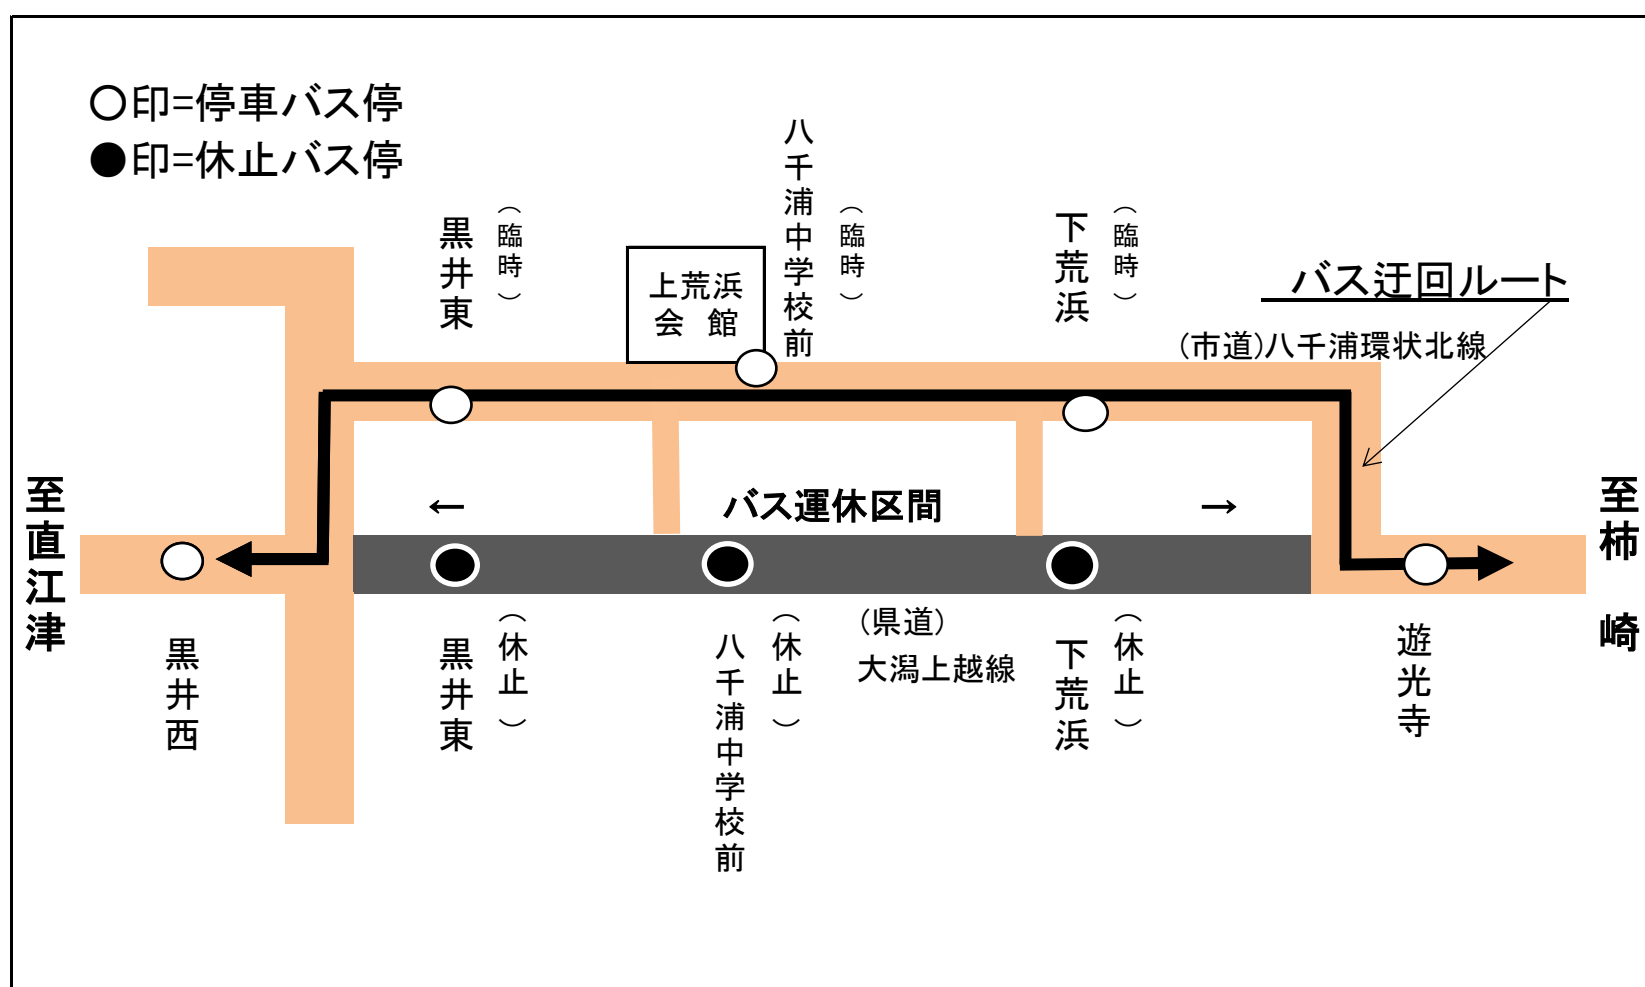 ○印=停車バス停
●印=休止バス停
黒井東
（臨時）
上荒浜
会　館
八千浦中学校前
（臨時）
下荒浜
（臨時）
バス迂回ルート
(市道)八千浦環状北線
至直江津
←
バス運休区間
→
至柿　崎
黒井西
黒井東
（休止）
八千浦中学校前
（休止）
(県道)
大潟上越線
下荒浜
（休止）
遊光寺